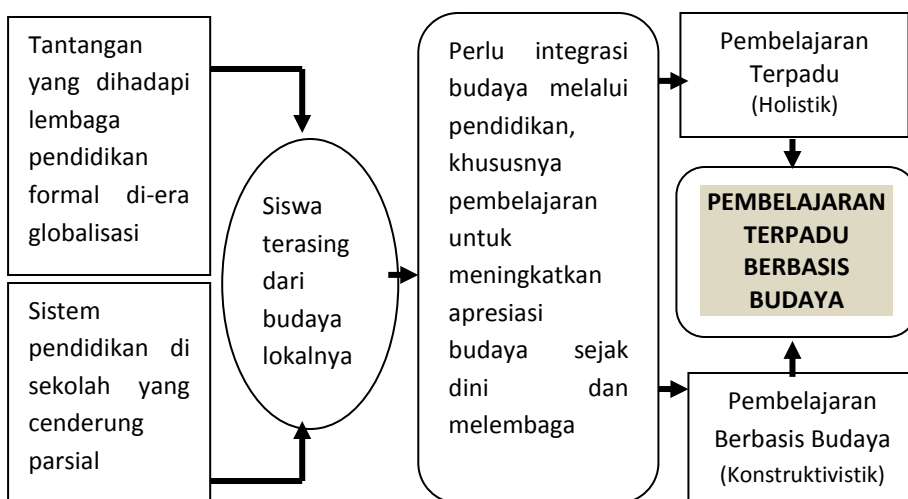 Tantangan
yang dihadapi
lembaga
pendidikan
formal di-era
globalisasi
Sistem
pendidikan di
sekolah yang
cenderung
parsial
Siswa
terasing
dari
budaya
lokalnya
Perlu integrasi
budaya melalui
pendidikan,
khususnya
pembelajaran
untuk
meningkatkan
apresiasi
budaya sejak
dini dan
melembaga
Pembelajaran
Terpadu
(Holistik)
PEMBELAJARAN
TERPADU
BERBASIS
BUDAYA
Pembelajaran
Berbasis Budaya
(Konstruktivistik)